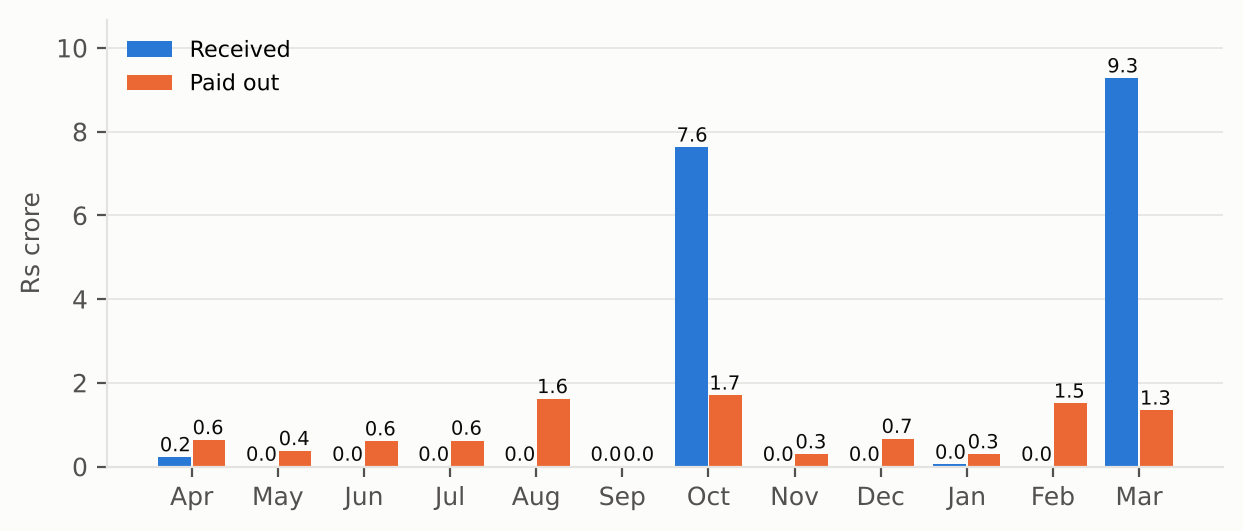 Received
Paid out
Rs crore
10
8
6
4
2
0
0.2 0.6 0.0 0.4 0.0 0.6 0.0 0.6 0.0 1.6 0.0 0.0 7.6 1.7 0.0 0.3 0.0 0.7 0.0 0.3 0.0 1.5 9.3 1.3
Apr May Jun Jul Aug Sep Oct Nov Dec Jan Feb Mar